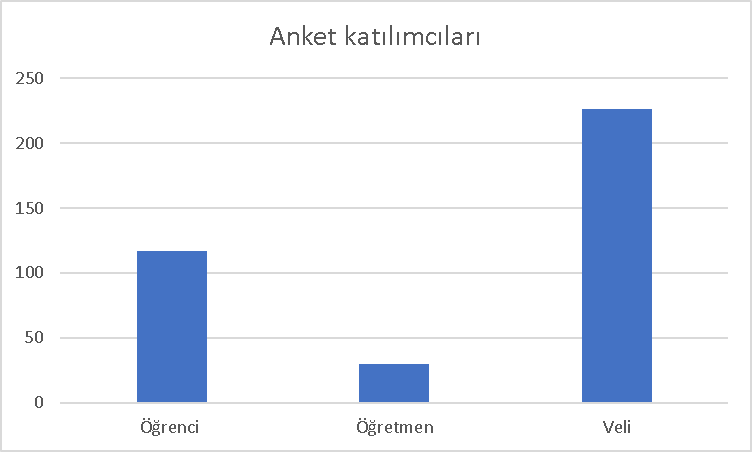 Anket katılımcıları
250
200
150
100
50
0
Öğrenci
Öğretmen
Veli